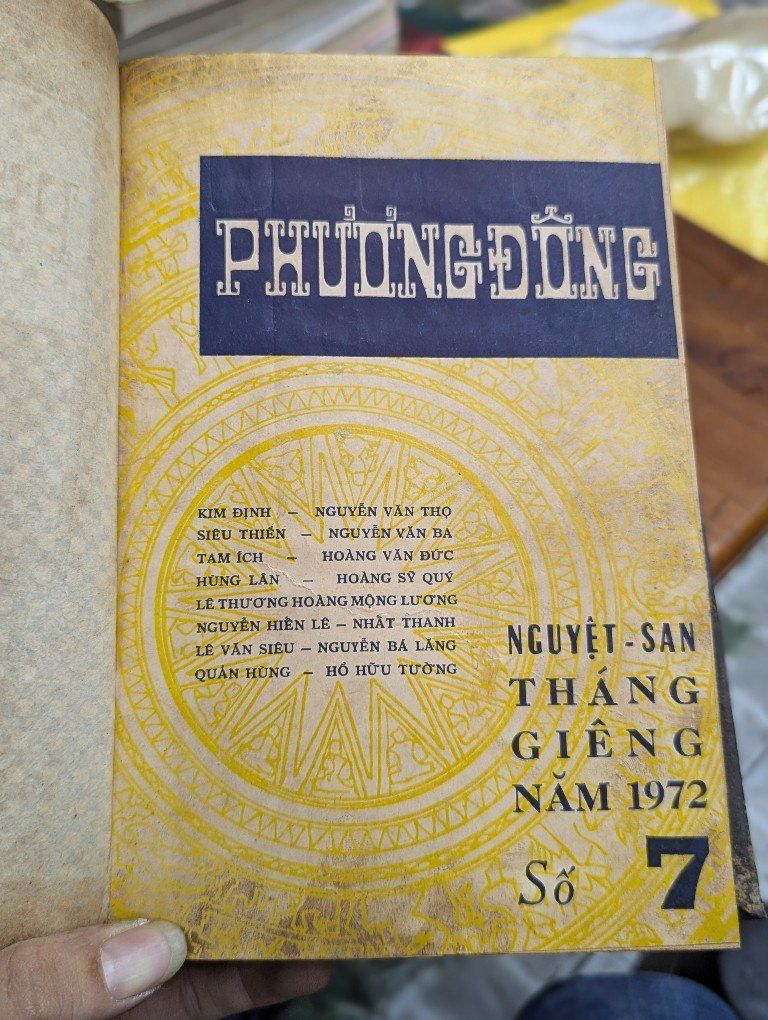 PHƯƠNG-ĐÔNG
KIM ĐỊNH – NGUYỄN VĂN THỌ
SIÊU THIỀN – NGUYỄN VĂN BA
TAM ÍCH – HOÀNG VĂN ĐỨC
HÙNG LÂN – HOÀNG SỸ QUÝ
LÊ THƯƠNG HOÀNG MỘNG LƯƠNG
NGUYỄN HIẾN LÊ – NHẤT THANH
LÊ VĂN SIÊU – NGUYỄN BÁ LĂNG
QUÁN HÙNG – HỒ HỮU TƯỜNG
NGUYỆT - SAN
THÁNG
GIÊNG
NĂM 1972
Số 7